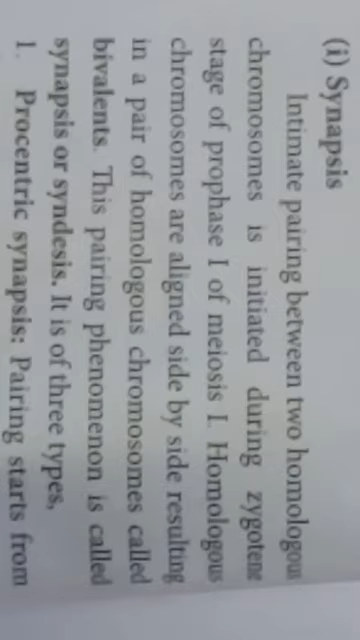 (i) Synapsis
Intimate pairing between two homologous
chromosomes is initiated during zygotene
stage of prophase I of meiosis I. Homologous
chromosomes are aligned side by side resulting
in a pair of homologous chromosomes called
bivalents. This pairing phenomenon is called
synapsis or syndesis. It is of three types,
1. Procentric synapsis: Pairing starts from